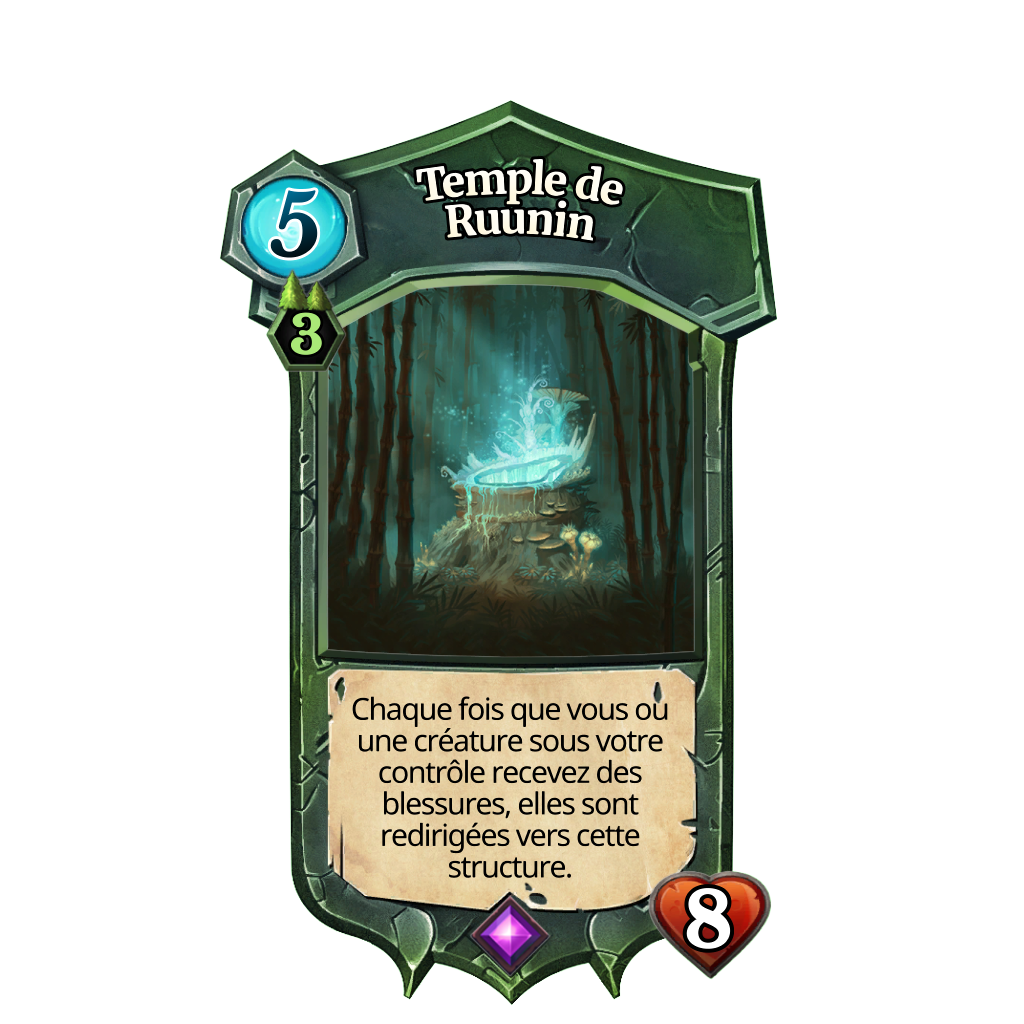 Temple de
Ruunin
5
3
Chaque fois que vous ou
une créature sous votre
contrôle recevez des
blessures, elles sont
redirigées vers cette
structure.
8